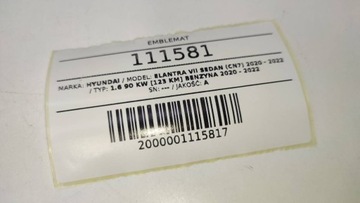 EMBLEMAT
111581
MARKA: HYUNDAI / MODEL: ELANTRA VII SEDAN (CN7) 2020 - 2022
/ TYP: 1.6 90 KW [123 KM] BENZYNA 2020 - 2022
SN: --- / JAKOŚĆ: A
2000001115817